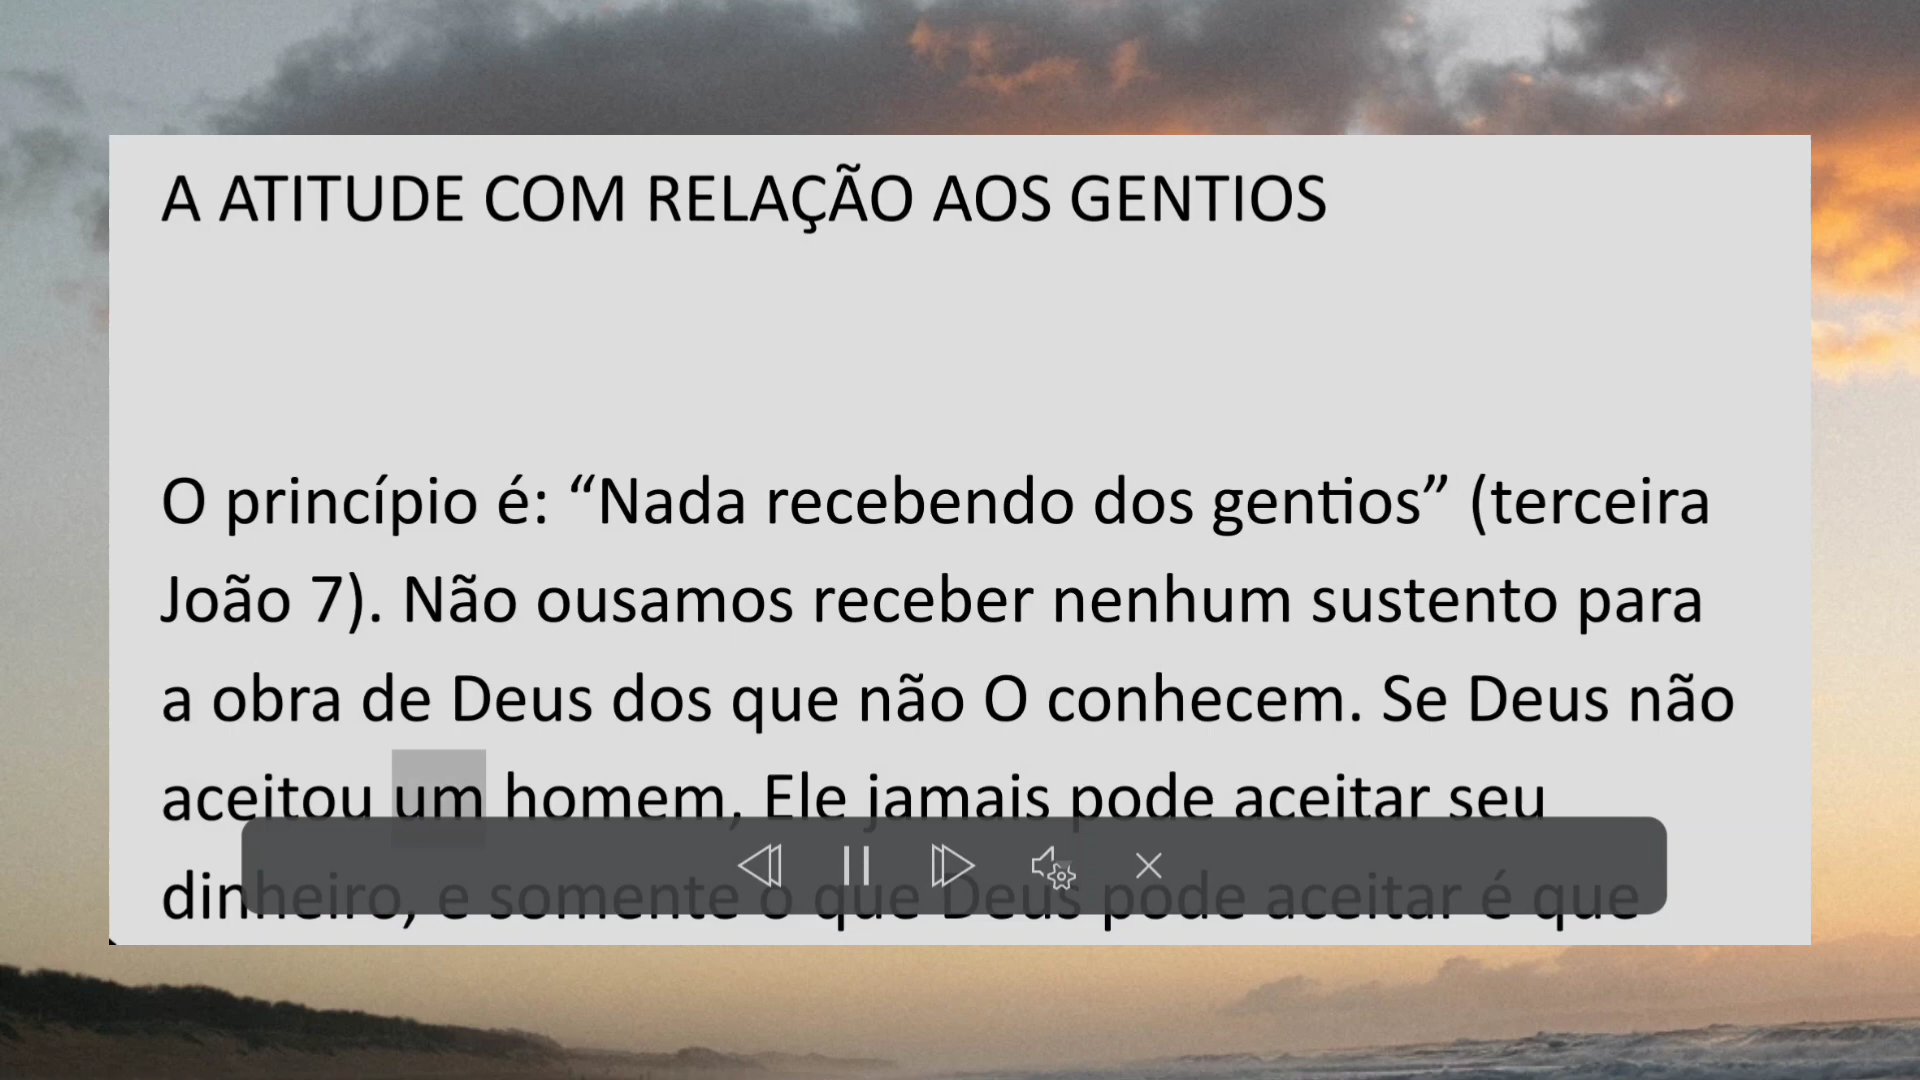 A ATITUDE COM RELAÇÃO AOS GENTIOS
O princípio é: “Nada recebendo dos gentios” (terceira
João 7). Não ousamos receber nenhum sustento para
a obra de Deus dos que não O conhecem. Se Deus não
aceitou um homem, Ele jamais pode aceitar seu
dinheiro, e somente o que Deus pode aceitar é que